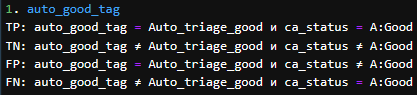 1. auto_good_tag
TP: auto_good_tag = Auto_triage_good и ca_status = A:Good
TN: auto_good_tag ≠ Auto_triage_good и ca_status ≠ A:Good
FP: auto_good_tag = Auto_triage_good и ca_status ≠ A:Good
FN: auto_good_tag ≠ Auto_triage_good и ca_status = A:Good